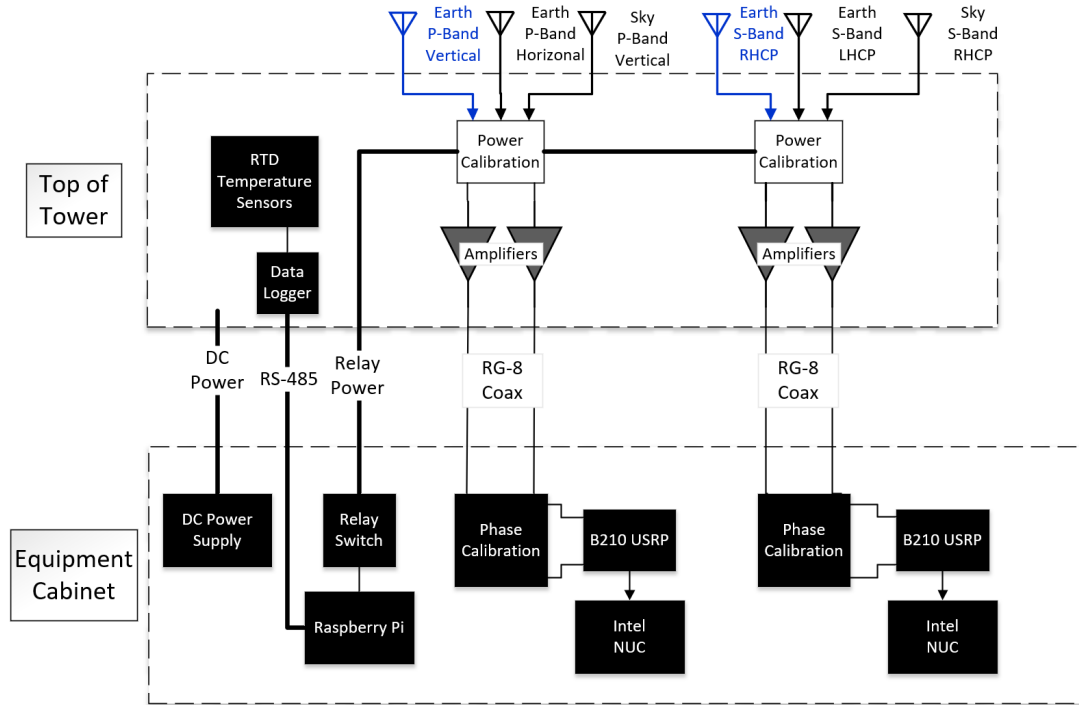 Earth
P-Band
Vertical
Earth
P-Band
Horizonal
Sky
P-Band
Vertical
Earth
S-Band
RHCP
Earth
S-Band
LHCP
Sky
S-Band
RHCP
Top of
Tower
RTD
Temperature
Sensors
Power
Calibration
Power
Calibration
Data
Logger
Amplifiers
Amplifiers
DC
Power
RS-485
Relay
Power
RG-8
Coax
RG-8
Coax
Equipment
Cabinet
DC Power
Supply
Relay
Switch
Phase
Calibration
B210 USRP
Phase
Calibration
B210 USRP
Raspberry Pi
Intel
NUC
Intel
NUC